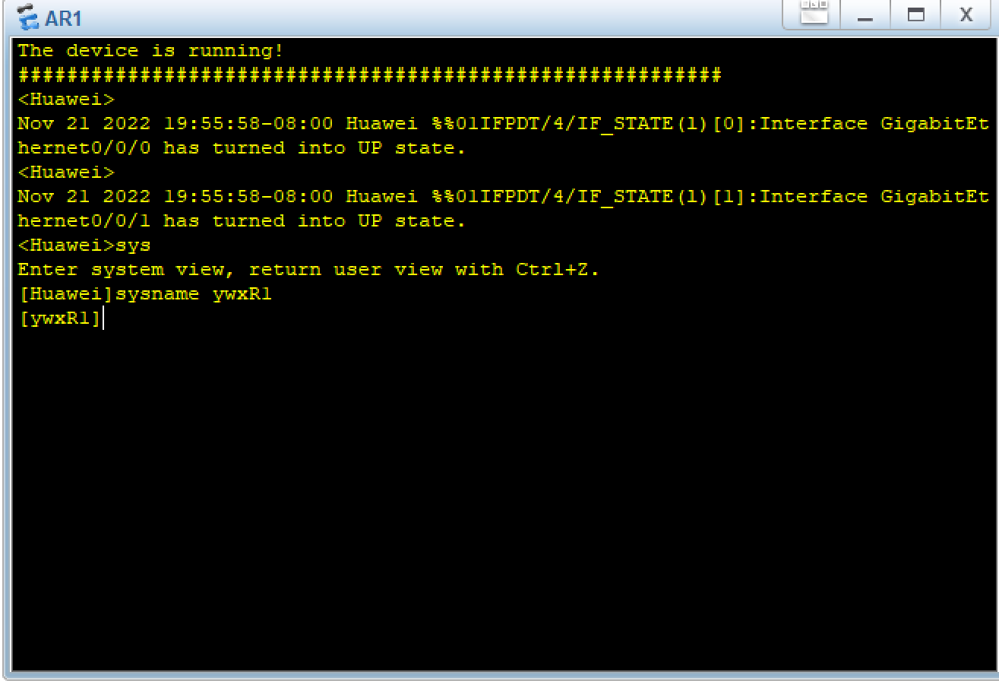 AR1
The device is running!
##########################################################
<Huawei>
Nov 21 2022 19:55:58-08:00 Huawei %%01IFPDT/4/IF_STATE(l)[0]:Interface GigabitEt
hernet0/0/0 has turned into UP state.
<Huawei>
Nov 21 2022 19:55:58-08:00 Huawei %%01IFPDT/4/IF_STATE(l)[1]:Interface GigabitEt
hernet0/0/1 has turned into UP state.
<Huawei>sys
Enter system view, return user view with Ctrl+Z.
[Huawei]sysname ywxR1
[ywxR1]